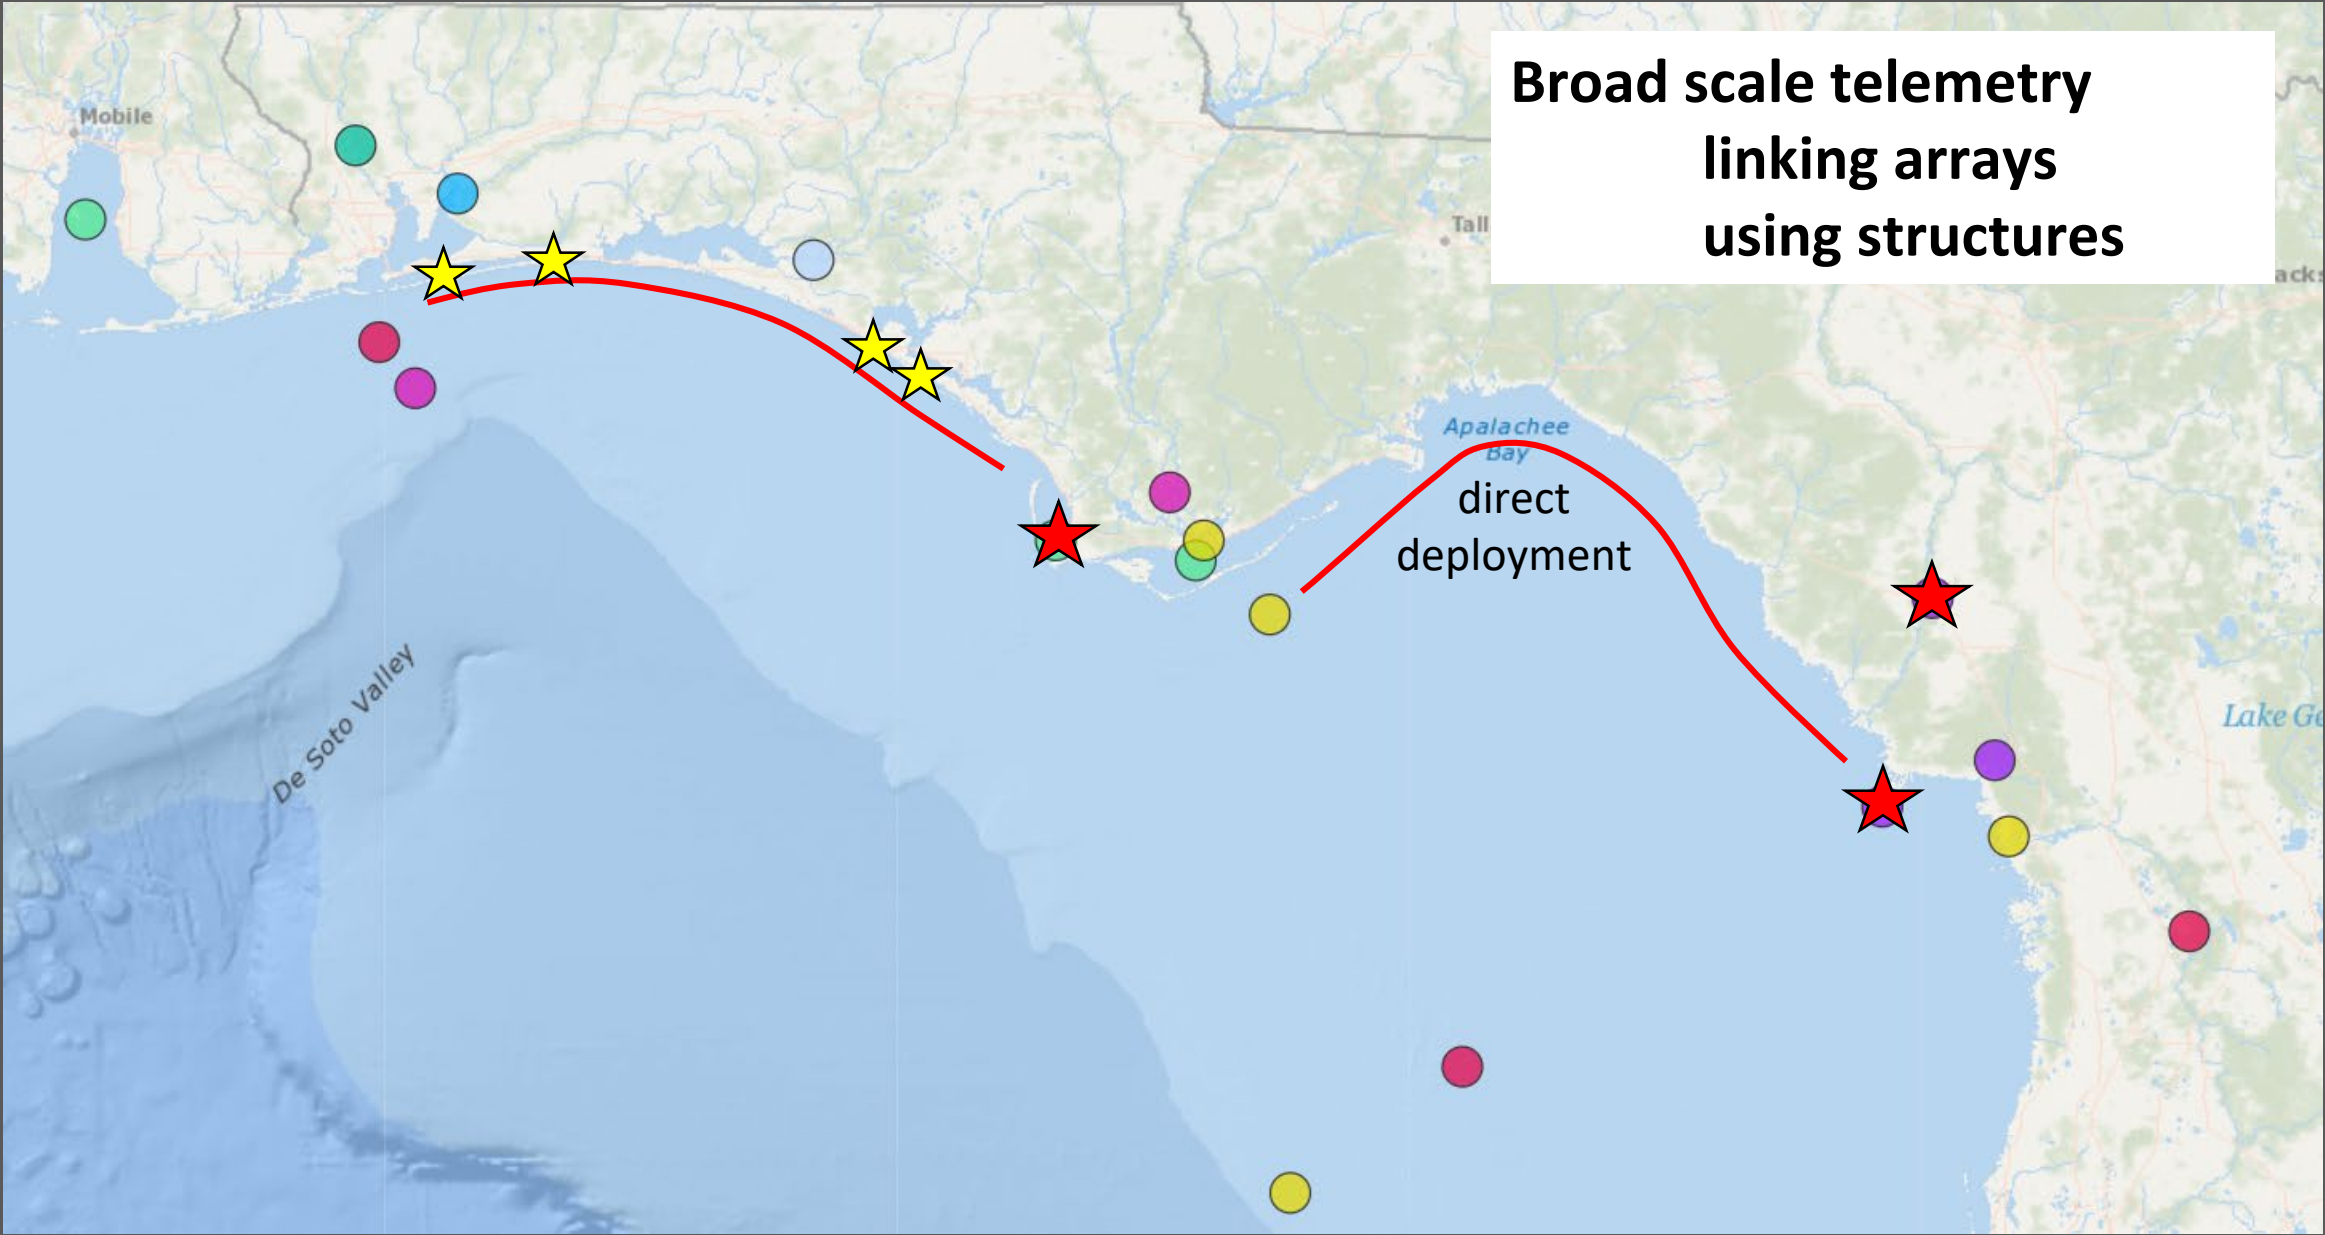 Broad scale telemetry
linking arrays
using structures
Mobile
Tall
acks
Apalachee
Bay
direct
deployment
De Soto Valley
Lake Ge